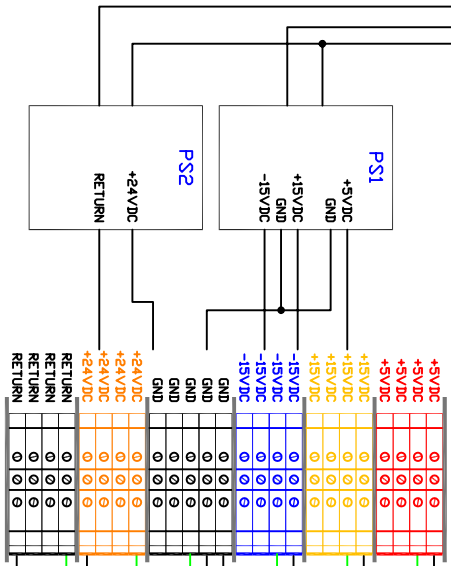 PS2
PS1
RETURN
+24VDC
-15VDC
GND
+15VDC
GND
+5VDC
RETURN
RETURN
RETURN
RETURN
+24VDC
+24VDC
+24VDC
+24VDC
GND
GND
GND
GND
GND
-15VDC
-15VDC
-15VDC
-15VDC
+15VDC
+15VDC
+15VDC
+15VDC
+5VDC
+5VDC
+5VDC
+5VDC